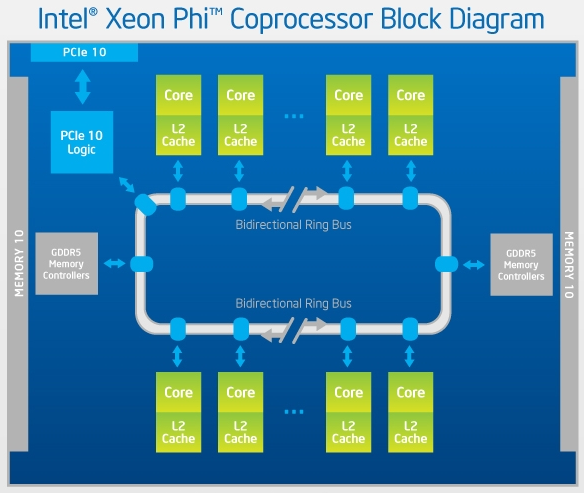 Intel® Xeon Phi™ Coprocessor Block Diagram
PCIe 10
PCIe 10
Logic
Core
L2
Cache
Core
L2
Cache
...
Core
L2
Cache
Core
L2
Cache
Bidirectional Ring Bus
MEMORY 10
GDDR5
Memory
Controllers
GDDR5
Memory
Controllers
MEMORY 10
Bidirectional Ring Bus
Core
L2
Cache
Core
L2
Cache
...
Core
L2
Cache
Core
L2
Cache